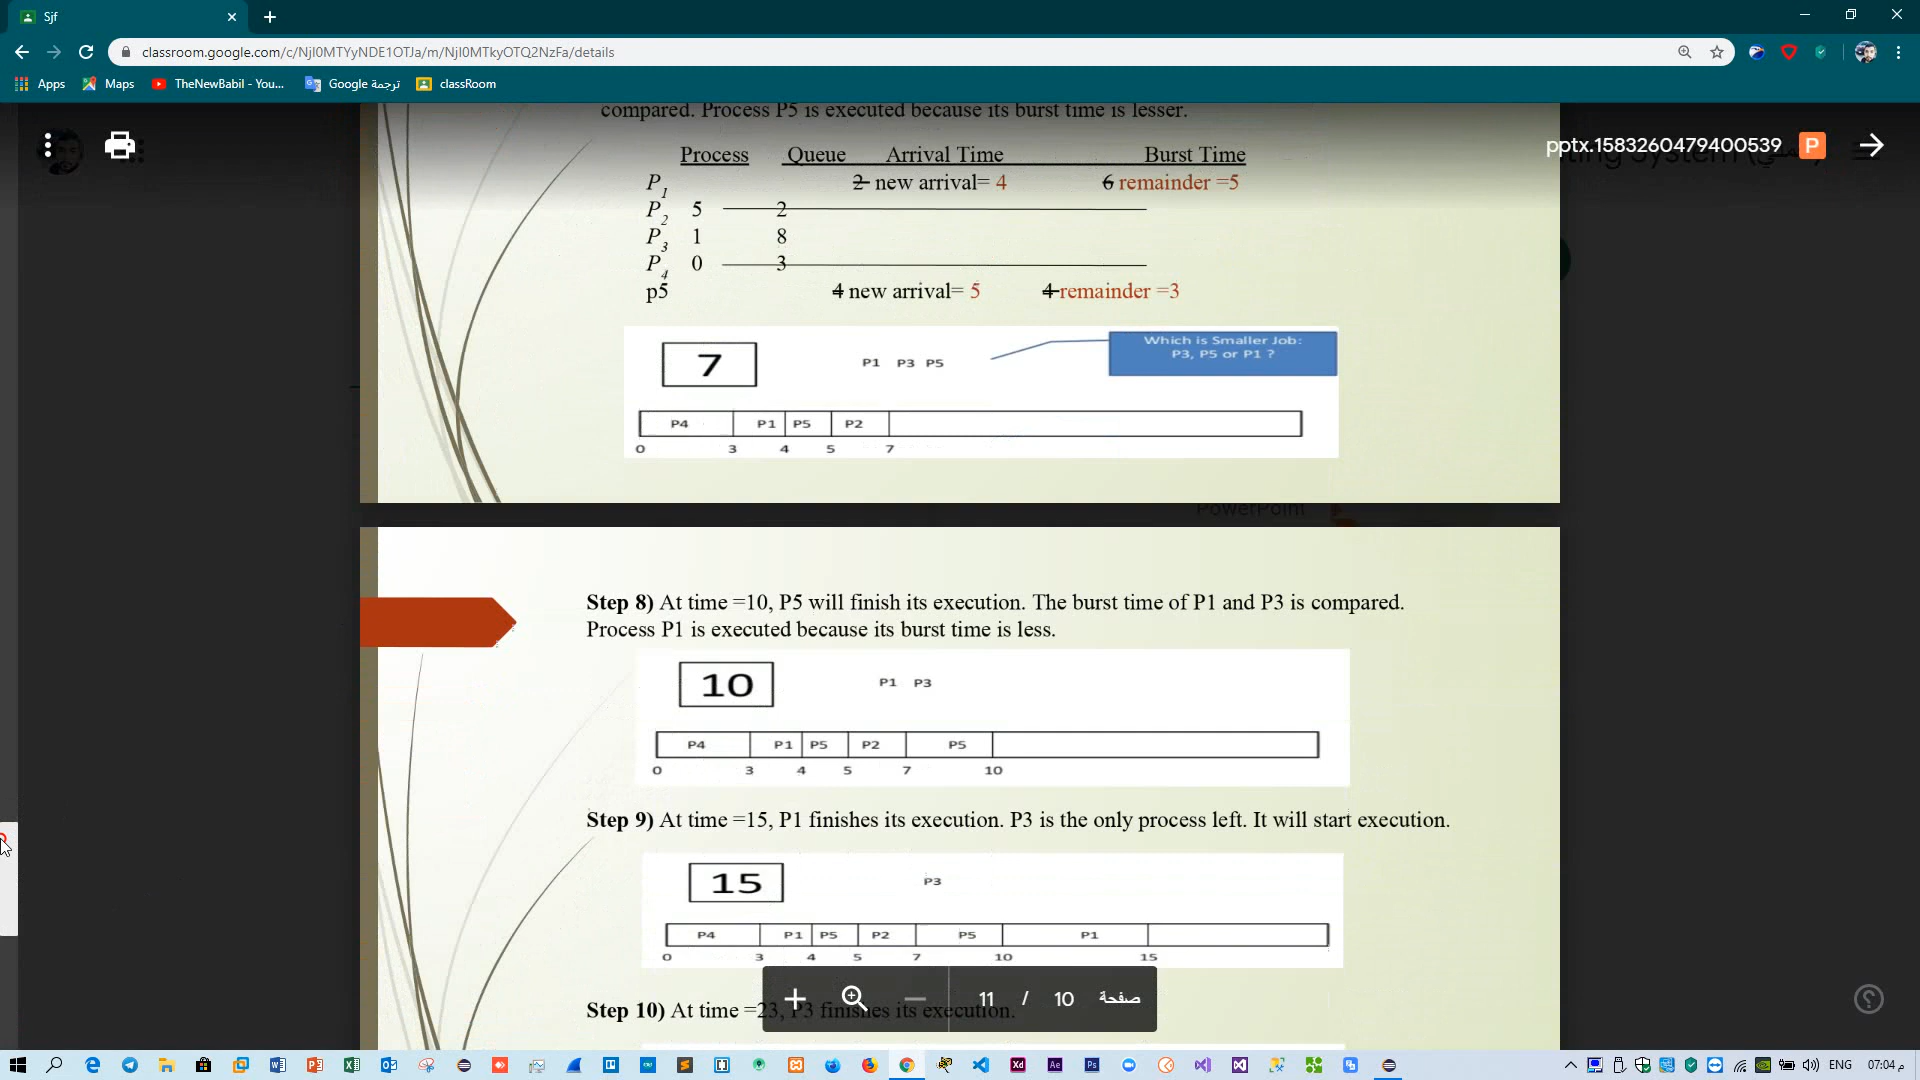 Sjf
classroom.google.com/c/NjI0MTYyNDE1OTJa/m/NjI0MTkyOTQ2NzFa/details
Apps
Maps
TheNewBabil - You...
Google ترجمة
classRoom
compared. Process P5 is executed because its burst time is lesser.
pptx.1583260479400539
Process Queue Arrival Time Burst Time
P1 2 new arrival= 4 6 remainder =5
P2 5 2
P3 1 8
P4 0 3
p5 4 new arrival= 5 4 remainder =3
7
P1 P3 P5
Which is Smaller Job:
P3, P5 or P1 ?
P4 P1 P5 P2
0 3 4 5 7
PowerPoint
Step 8) At time =10, P5 will finish its execution. The burst time of P1 and P3 is compared.
Process P1 is executed because its burst time is less.
10
P1 P3
P4 P1 P5 P2 P5
0 3 4 5 7 10
Step 9) At time =15, P1 finishes its execution. P3 is the only process left. It will start execution.
15
P3
P4 P1 P5 P2 P5 P1
0 3 4 5 7 10 15
Step 10) At time =23, P3 finishes its execution.
صفحة 10 / 11
ENG
07:04 م